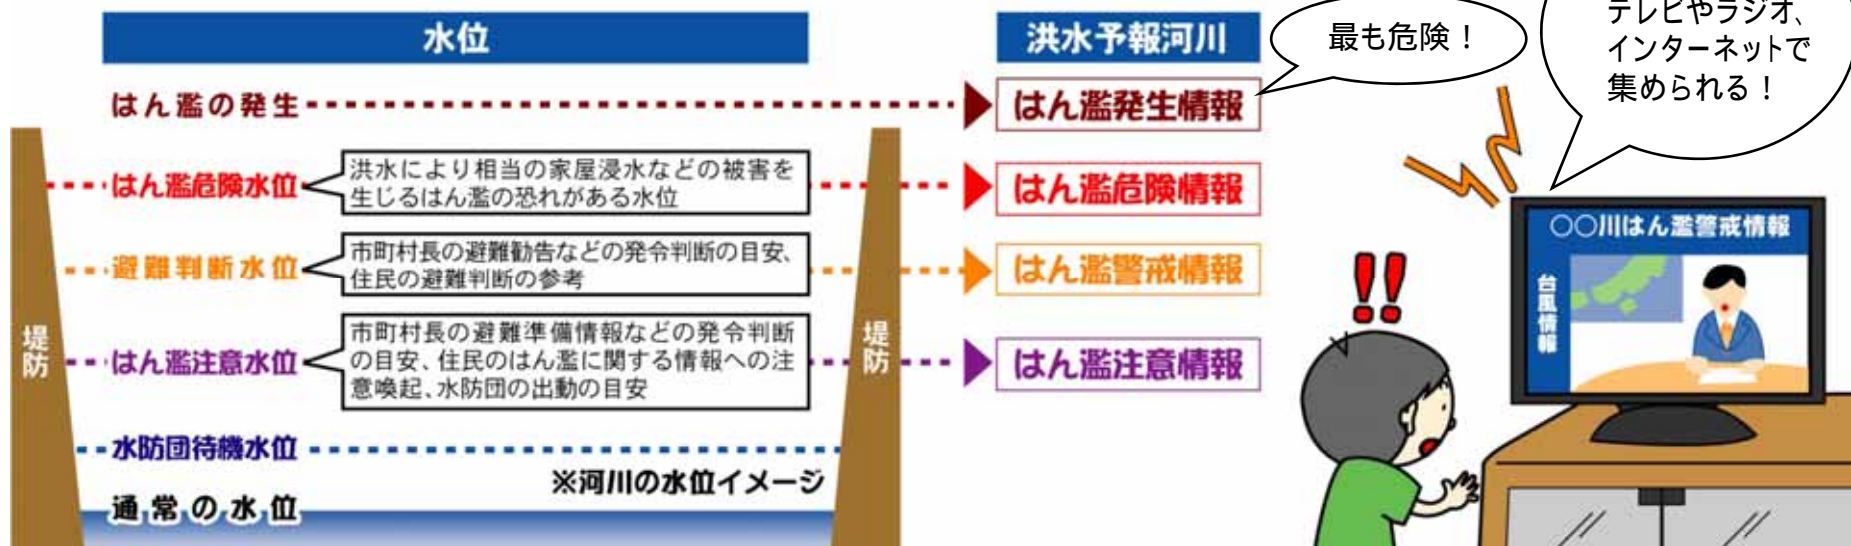 水位
洪水予報河川
最も危険!
テレビやラジオ、
インターネットで
集められる!
はん濫の発生
はん濫発生情報
はん濫危険水位
洪水により相当の家屋浸水などの被害を
生じるはん濫の恐れがある水位
はん濫危険情報
避難判断水位
市町村長の避難勧告などの発令判断の目安、
住民の避難判断の参考
はん濫警戒情報
はん濫注意水位
市町村長の避難準備情報などの発令判断
の目安、住民のはん濫に関する情報への注
意喚起、水防団の出動の目安
はん濫注意情報
堤防
堤防
水防団待機水位
※河川の水位イメージ
通常の水位
○○川はん濫警戒情報
台風情報
!!